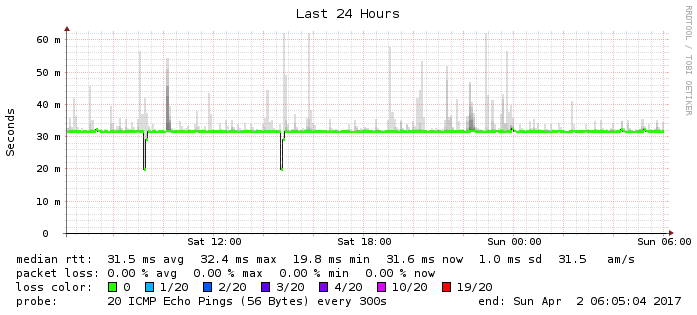 Last 24 Hours
RRDTOOL / TOBI OETIKER
Seconds
60 m
50 m
40 m
30 m
20 m
10 m
0
Sat 12:00 Sat 18:00 Sun 00:00 Sun 06:00
median rtt: 31.5 ms avg 32.4 ms max 19.8 ms min 31.6 ms now 1.0 ms sd 31.5 am/s
packet loss: 0.00 % avg 0.00 % max 0.00 % min 0.00 % now
loss color: 0 1/20 2/20 3/20 4/20 10/20 19/20
probe: 20 ICMP Echo Pings (56 Bytes) every 300s end: Sun Apr 2 06:05:04 2017